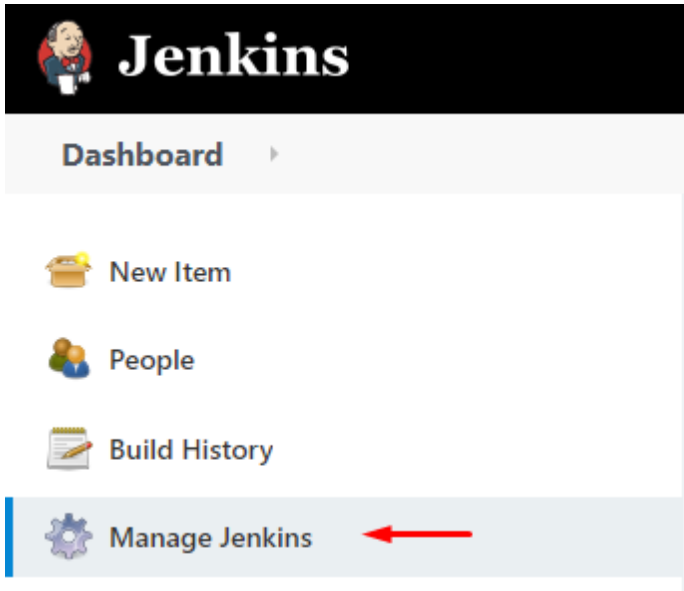 Jenkins
Dashboard
New Item
People
Build History
Manage Jenkins